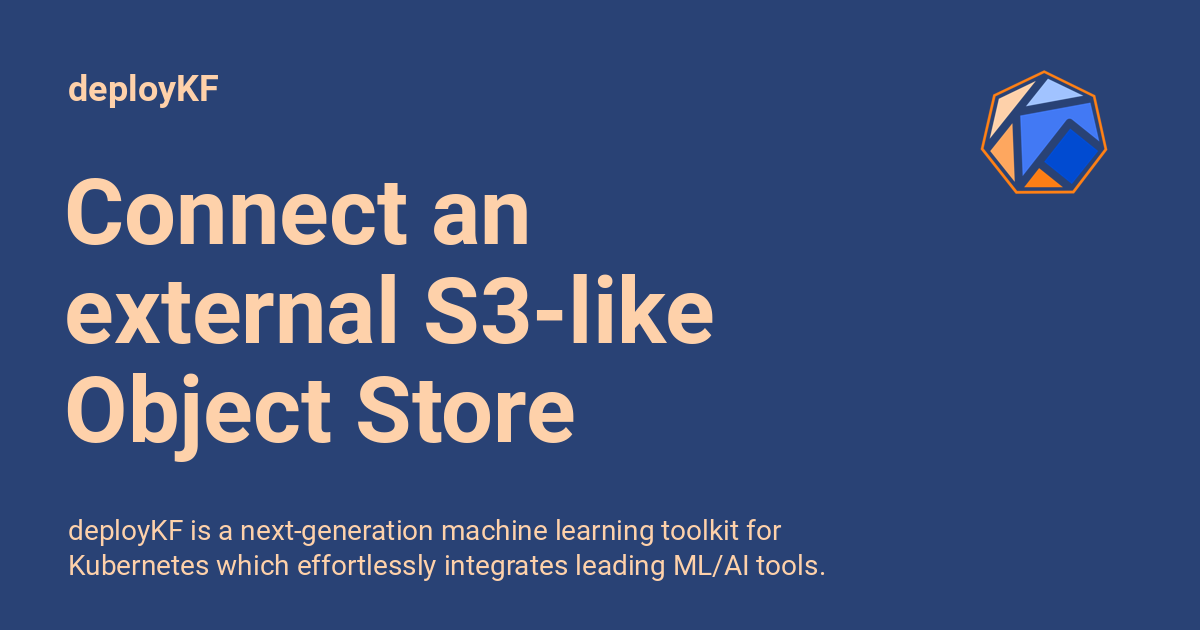 deployKF
Connect an
external S3-like
Object Store
deployKF is a next-generation machine learning toolkit for
Kubernetes which effortlessly integrates leading ML/AI tools.